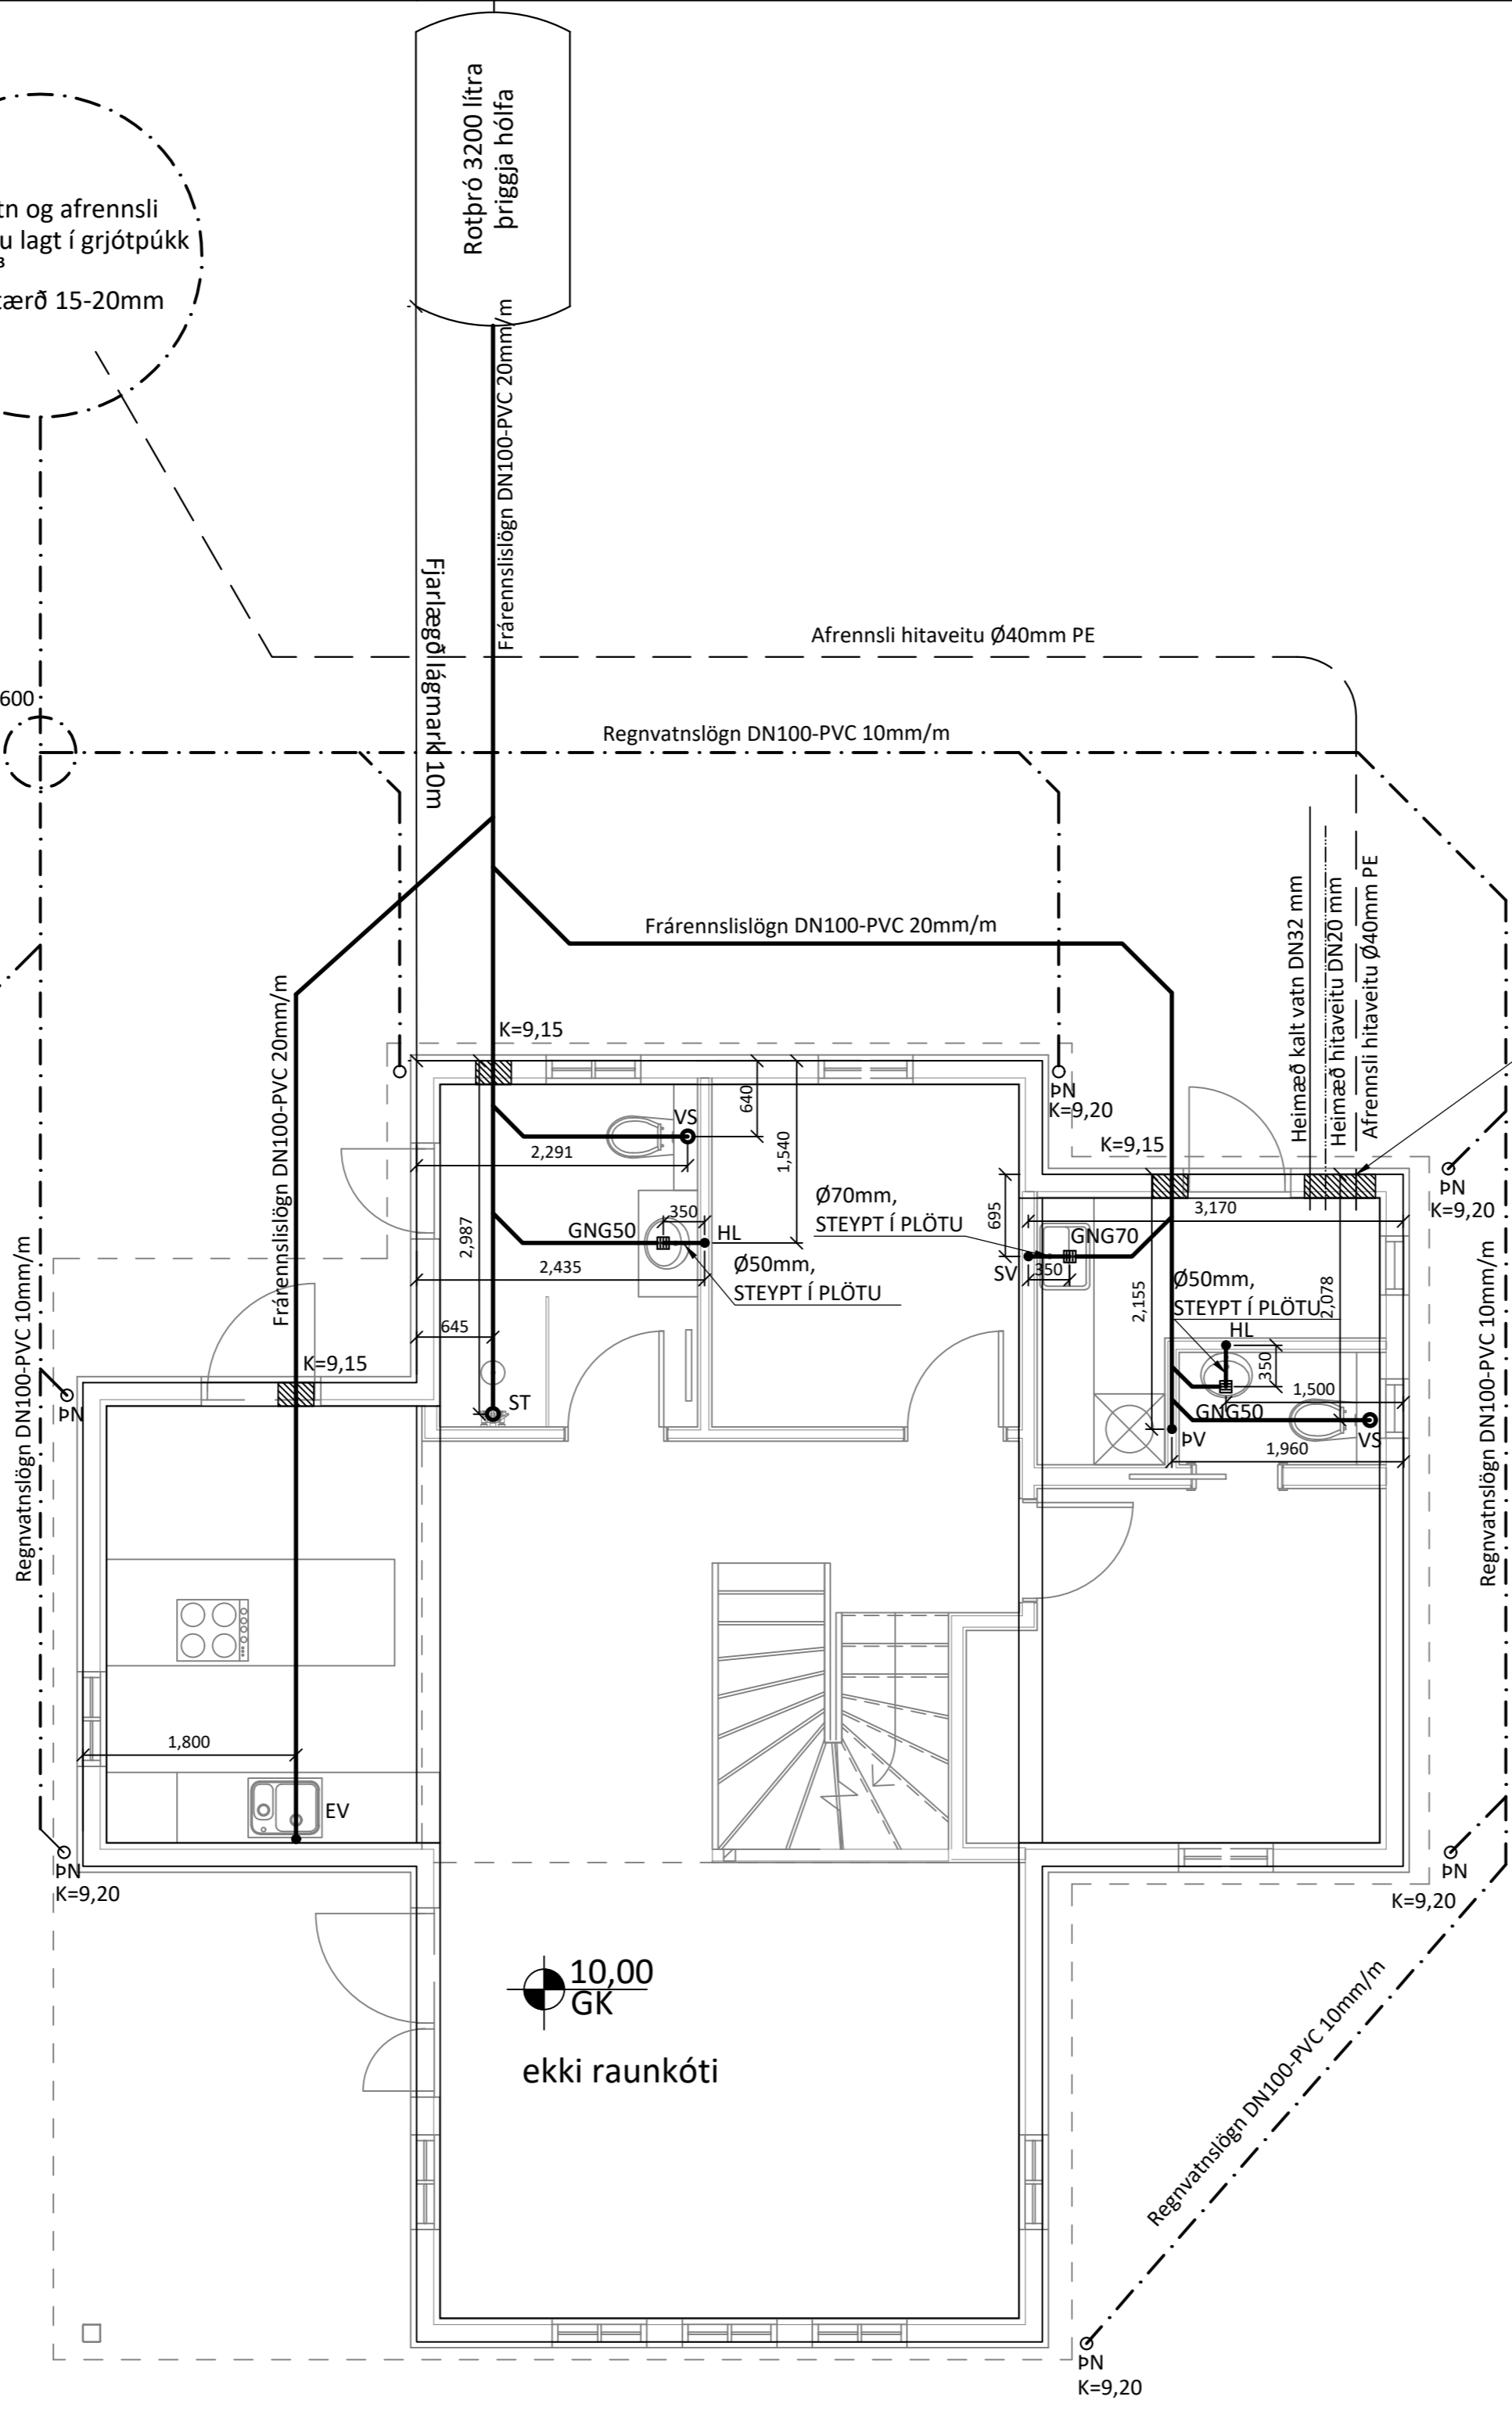 Rotþró 3200 lítra
þriggja hólfa
tn og afrennsli
u lagt í grjótpúkk
³
ærð 15-20mm
Frárennslislögn DN100-PVC 20mm/m
Fjarlægð lágmark 10m
Afrennsli hitaveitu Ø40mm PE
600
Regnvatnslögn DN100-PVC 10mm/m
Frárennslislögn DN100-PVC 20mm/m
Heimæð kalt vatn DN32 mm
Heimæð hitaveitu DN20 mm
Afrennsli hitaveitu Ø40mm PE
Frárennslislögn DN100-PVC 20mm/m
K=9,15
ÞN
K=9,20
K=9,15
ÞN
K=9,20
VS
640
2,291
1,540
2,987
350
GNG50
HL
2,435
Ø50mm,
STEYPT Í PLÖTU
645
ST
Ø70mm,
STEYPT Í PLÖTU
695
3,170
GNG70
SV
350
2,155
Ø50mm,
STEYPT Í PLÖTU
2,078
HL
350
1,500
GNG50
ÞV
VS
1,960
K=9,15
ÞN
Regnvatnslögn DN100-PVC 10mm/m
Regnvatnslögn DN100-PVC 10mm/m
1,800
EV
ÞN
K=9,20
ÞN
K=9,20
10,00
GK
ekki raunkóti
Regnvatnslögn DN100-PVC 10mm/m
ÞN
K=9,20